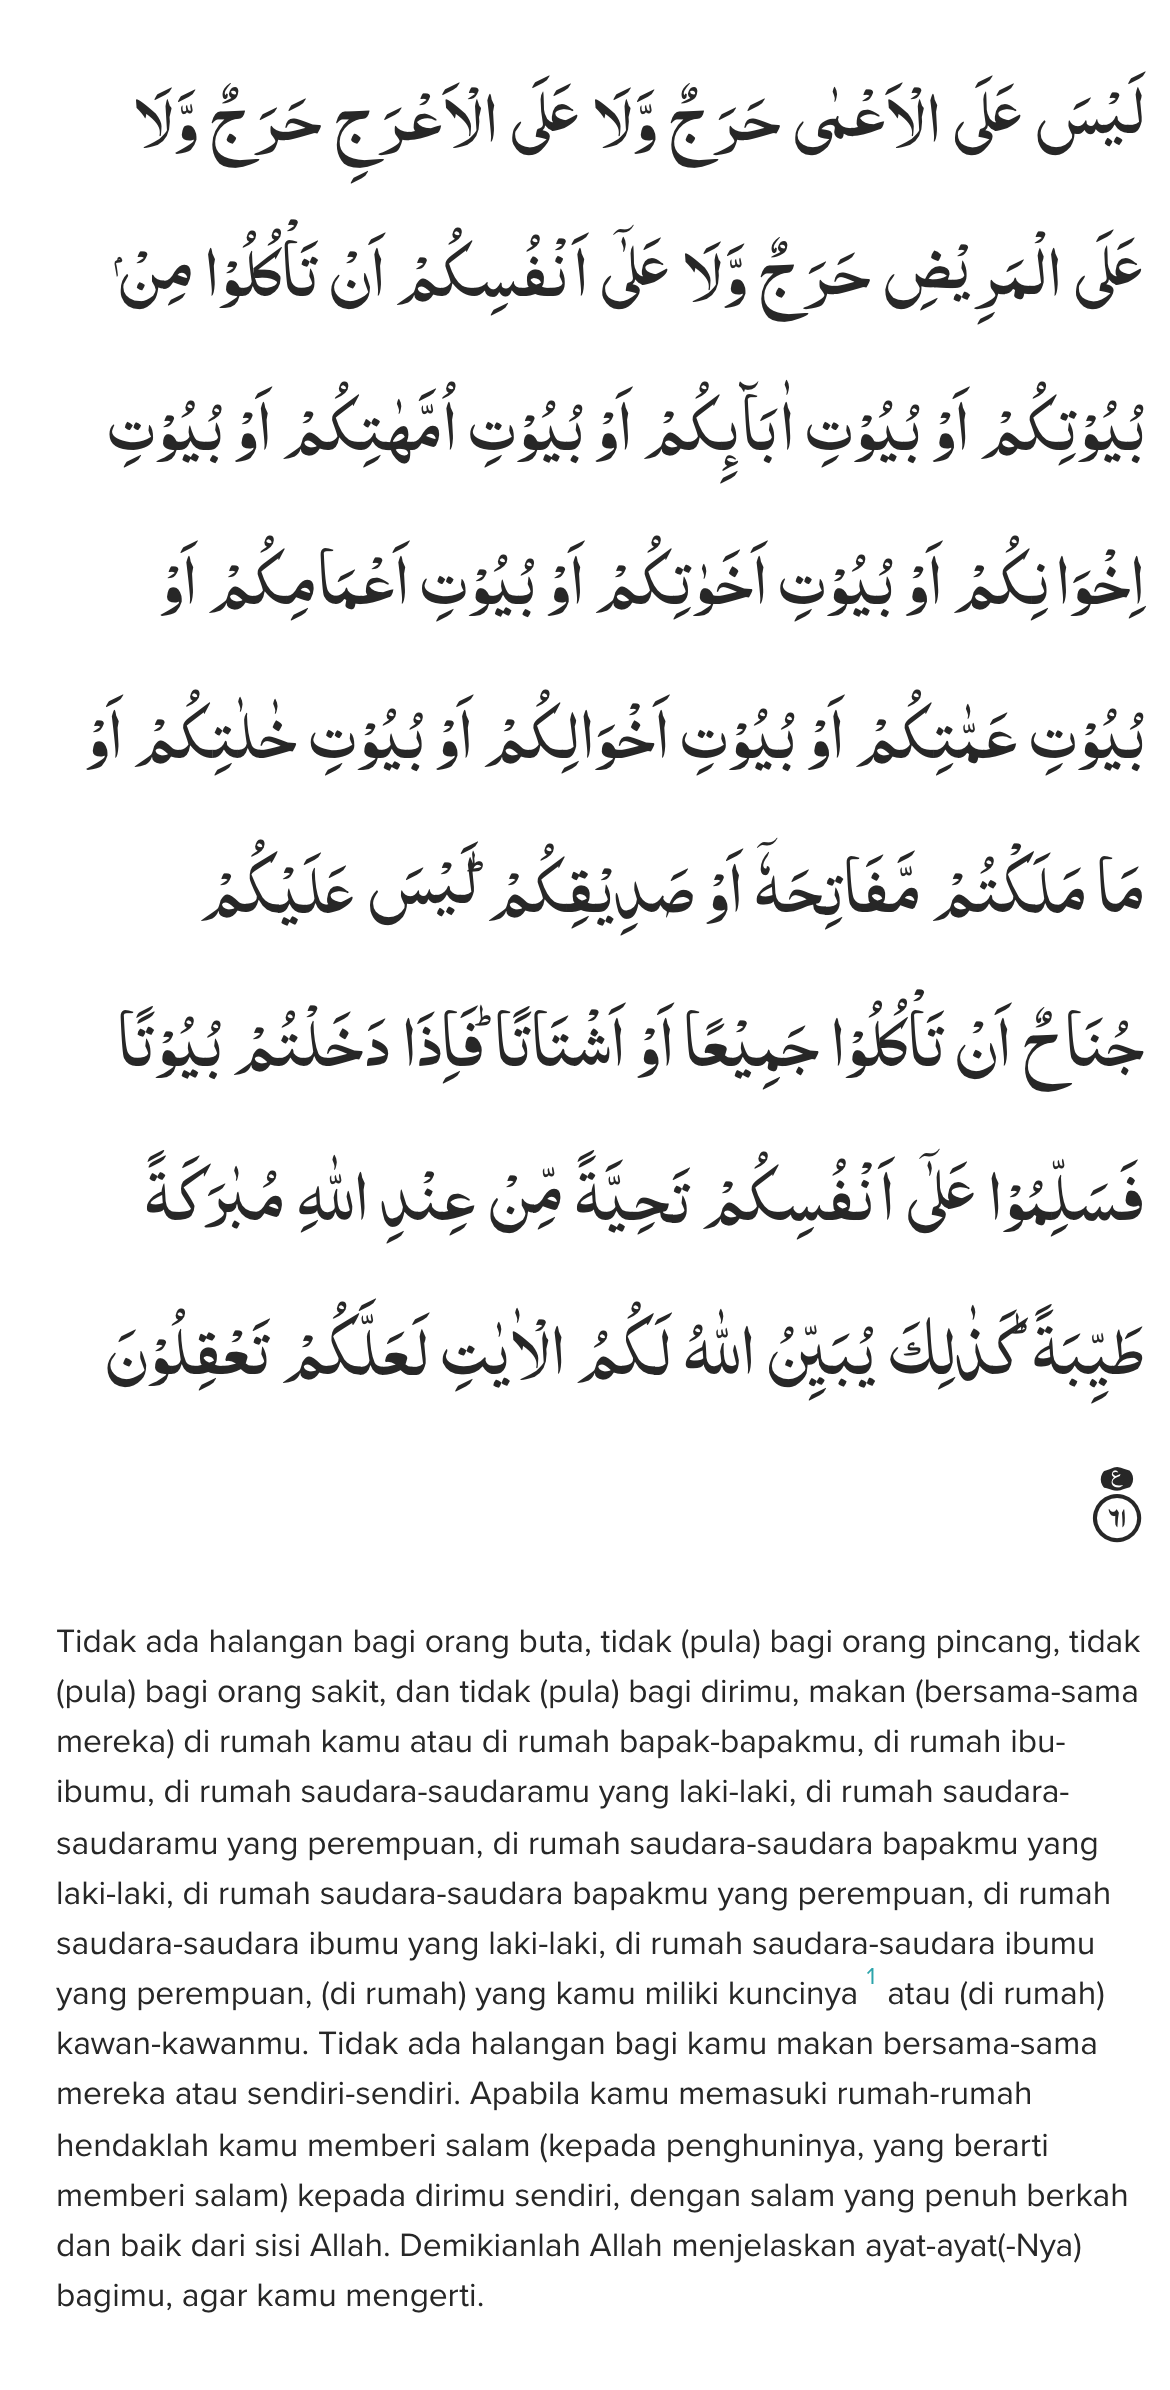 لَيْسَ عَلَى الْاَعْمٰى حَرَجٌ وَّلَا عَلَى الْاَعْرَجِ حَرَجٌ وَّلَا
عَلَى الْمَرِيْضِ حَرَجٌ وَّلَا عَلٰٓى اَنْفُسِكُمْ اَنْ تَأْكُلُوْا مِنْۢ
بُيُوْتِكُمْ اَوْ بُيُوْتِ اٰبَاۤىِٕكُمْ اَوْ بُيُوْتِ اُمَّهٰتِكُمْ اَوْ بُيُوْتِ
اِخْوَانِكُمْ اَوْ بُيُوْتِ اَخَوٰتِكُمْ اَوْ بُيُوْتِ اَعْمَامِكُمْ اَوْ
بُيُوْتِ عَمّٰتِكُمْ اَوْ بُيُوْتِ اَخْوَالِكُمْ اَوْ بُيُوْتِ خٰلٰتِكُمْ اَوْ
مَا مَلَكْتُمْ مَّفَاتِحَهٗٓ اَوْ صَدِيْقِكُمْۗ لَيْسَ عَلَيْكُمْ
جُنَاحٌ اَنْ تَأْكُلُوْا جَمِيْعًا اَوْ اَشْتَاتًاۗ فَاِذَا دَخَلْتُمْ بُيُوْتًا
فَسَلِّمُوْا عَلٰٓى اَنْفُسِكُمْ تَحِيَّةً مِّنْ عِنْدِ اللّٰهِ مُبٰرَكَةً
طَيِّبَةًۗ كَذٰلِكَ يُبَيِّنُ اللّٰهُ لَكُمُ الْاٰيٰتِ لَعَلَّكُمْ تَعْقِلُوْنَ
ع
٦١
Tidak ada halangan bagi orang buta, tidak (pula) bagi orang pincang, tidak
(pula) bagi orang sakit, dan tidak (pula) bagi dirimu, makan (bersama-sama
mereka) di rumah kamu atau di rumah bapak-bapakmu, di rumah ibu-
ibumu, di rumah saudara-saudaramu yang laki-laki, di rumah saudara-
saudaramu yang perempuan, di rumah saudara-saudara bapakmu yang
laki-laki, di rumah saudara-saudara bapakmu yang perempuan, di rumah
saudara-saudara ibumu yang laki-laki, di rumah saudara-saudara ibumu
yang perempuan, (di rumah) yang kamu miliki kuncinya 1 atau (di rumah)
kawan-kawanmu. Tidak ada halangan bagi kamu makan bersama-sama
mereka atau sendiri-sendiri. Apabila kamu memasuki rumah-rumah
hendaklah kamu memberi salam (kepada penghuninya, yang berarti
memberi salam) kepada dirimu sendiri, dengan salam yang penuh berkah
dan baik dari sisi Allah. Demikianlah Allah menjelaskan ayat-ayat(-Nya)
bagimu, agar kamu mengerti.